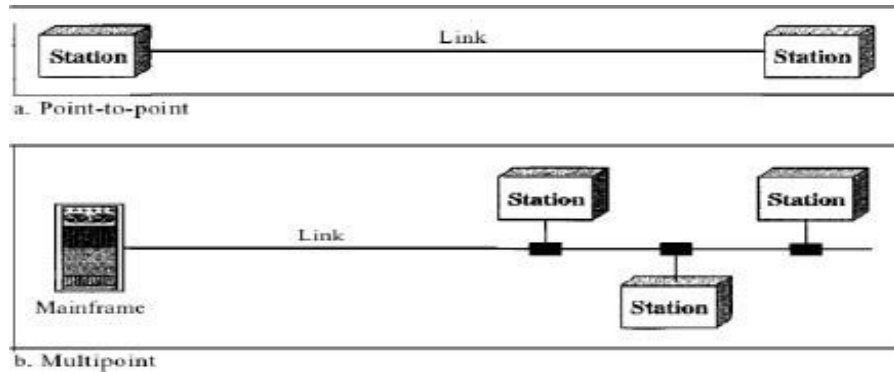 Link
Station
Station
a. Point-to-point
Station
Station
Link
Mainframe
Station
b. Multipoint